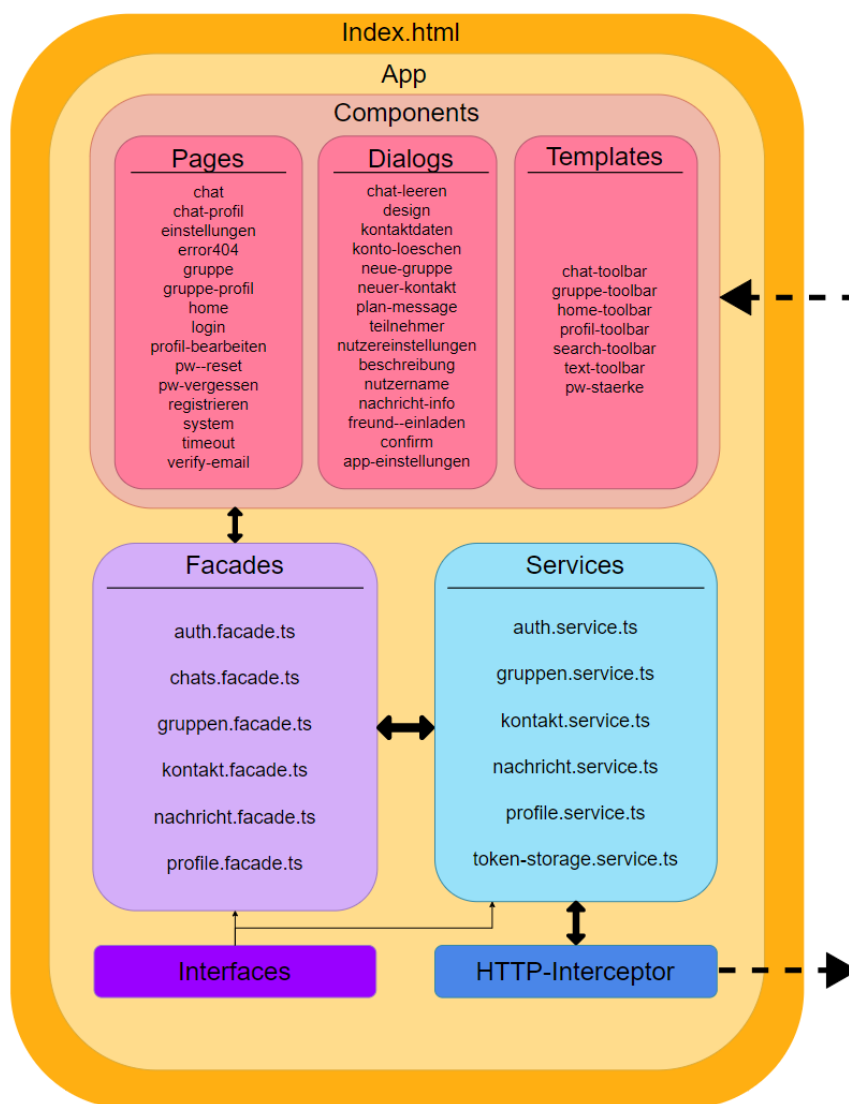 Index.html
App
Components
Pages
chat
chat-profil
einstellungen
error404
gruppe
gruppe-profil
home
login
profil-bearbeiten
pw--reset
pw-vergessen
registrieren
system
timeout
verify-email
Dialogs
chat-leeren
design
kontaktdaten
konto-loeschen
neue-gruppe
neuer-kontakt
plan-message
teilnehmer
nutzereinstellungen
beschreibung
nutzername
nachricht-info
freund--einladen
confirm
app-einstellungen
Templates
chat-toolbar
gruppe-toolbar
home-toolbar
profil-toolbar
search-toolbar
text-toolbar
pw-staerke
Facades
auth.facade.ts
chats.facade.ts
gruppen.facade.ts
kontakt.facade.ts
nachricht.facade.ts
profile.facade.ts
Services
auth.service.ts
gruppen.service.ts
kontakt.service.ts
nachricht.service.ts
profile.service.ts
token-storage.service.ts
Interfaces
HTTP-Interceptor